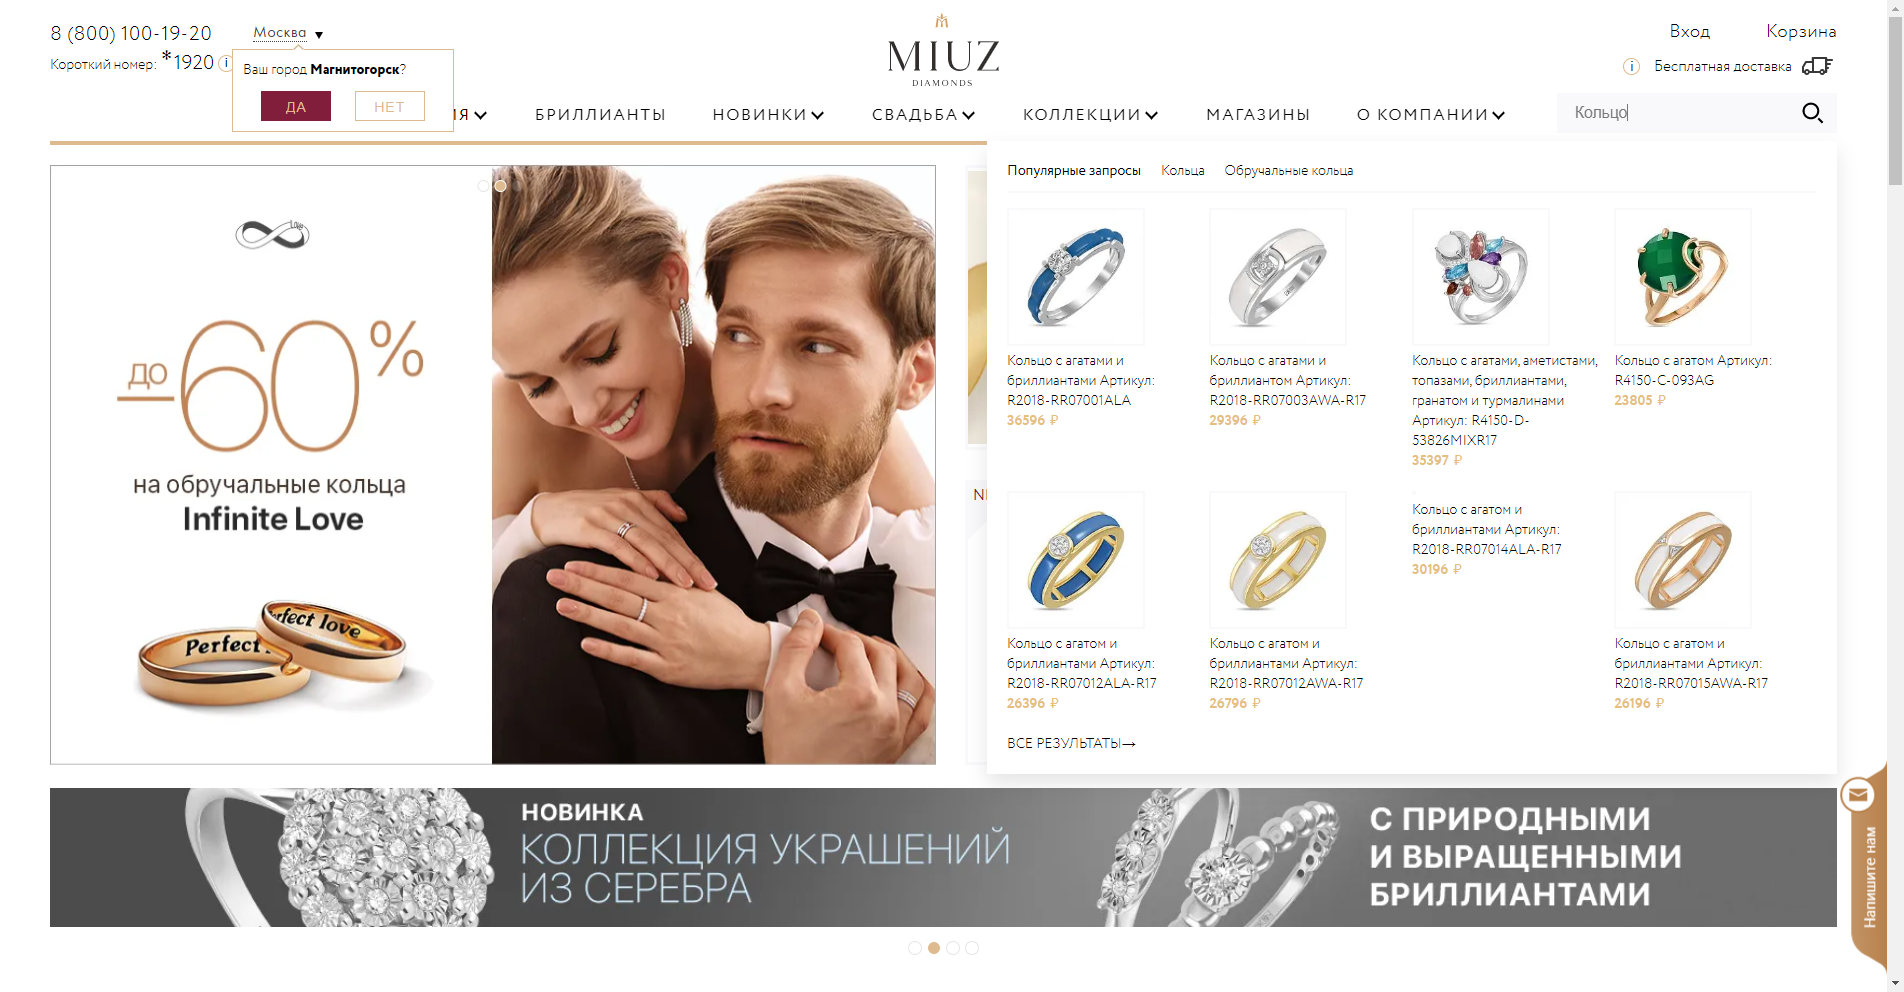 8 (800) 100-19-20
Москва ▼
Короткий номер: *1920
Ваш город Магнитогорск?
ДА
НЕТ
MIUZ
DIAMONDS
Вход
Корзина
Бесплатная доставка
Я
БРИЛЛИАНТЫ
НОВИНКИ
СВАДЬБА
КОЛЛЕКЦИИ
МАГАЗИНЫ
О КОМПАНИИ
Кольцо
Love
до 60%
на обручальные кольца
Infinite Love
Perfect
rfect love
Популярные запросы Кольца Обручальные кольца
Кольцо с агатами и
бриллиантами Артикул:
R2018-RR07001ALA
36596 ₽
Кольцо с агатами и
бриллиантом Артикул:
R2018-RR07003AWA-R17
29396 ₽
Кольцо с агатами, аметистами,
топазами, бриллиантами,
гранатом и турмалинами
Артикул: R4150-D-
53826MIXR17
35397 ₽
Кольцо с агатом Артикул:
R4150-C-093AG
23805 ₽
Кольцо с агатом и
бриллиантами Артикул:
R2018-RR07012ALA-R17
26396 ₽
Кольцо с агатом и
бриллиантами Артикул:
R2018-RR07012AWA-R17
26796 ₽
Кольцо с агатом и
бриллиантами Артикул:
R2018-RR07014ALA-R17
30196 ₽
Кольцо с агатом и
бриллиантами Артикул:
R2018-RR07015AWA-R17
26196 ₽
ВСЕ РЕЗУЛЬТАТЫ→
НОВИНКА
КОЛЛЕКЦИЯ УКРАШЕНИЙ
ИЗ СЕРЕБРА
С ПРИРОДНЫМИ
И ВЫРАЩЕННЫМИ
БРИЛЛИАНТАМИ
Напишите нам